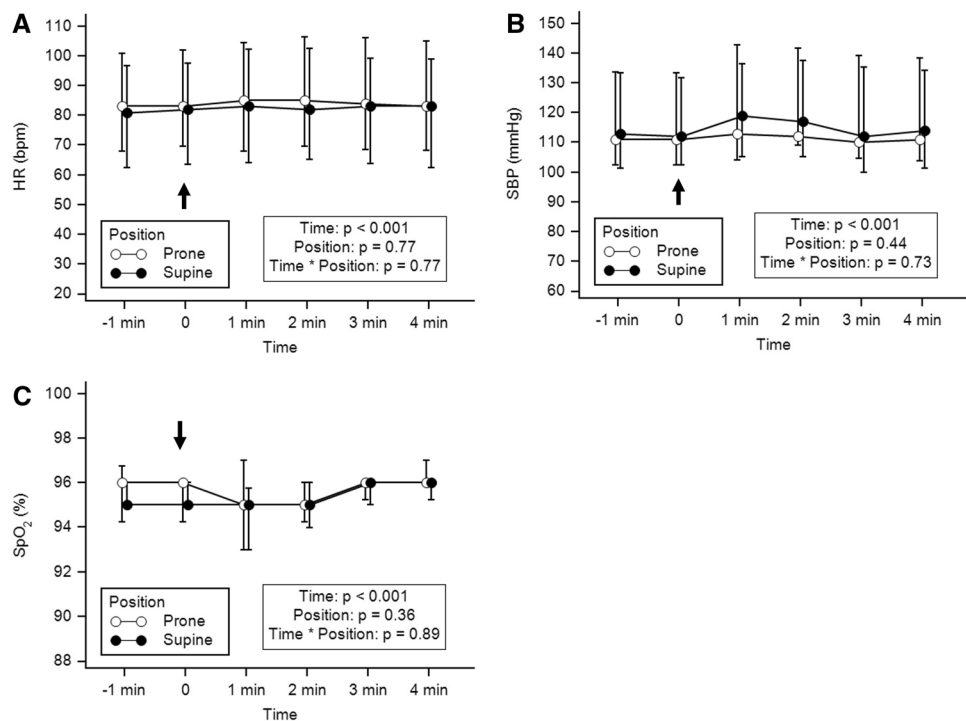 A
110
100
90
80
70
60
50
40
30
20
HR (bpm)
Position
Prone
Supine
Time: p < 0.001
Position: p = 0.77
Time * Position: p = 0.77
-1 min 0 1 min 2 min 3 min 4 min
Time
B
150
140
130
120
110
100
90
80
70
60
SBP (mmHg)
Position
Prone
Supine
Time: p < 0.001
Position: p = 0.44
Time * Position: p = 0.73
-1 min 0 1 min 2 min 3 min 4 min
Time
C
100
98
96
94
92
90
88
SpO₂ (%)
Position
Prone
Supine
Time: p < 0.001
Position: p = 0.36
Time * Position: p = 0.89
-1 min 0 1 min 2 min 3 min 4 min
Time